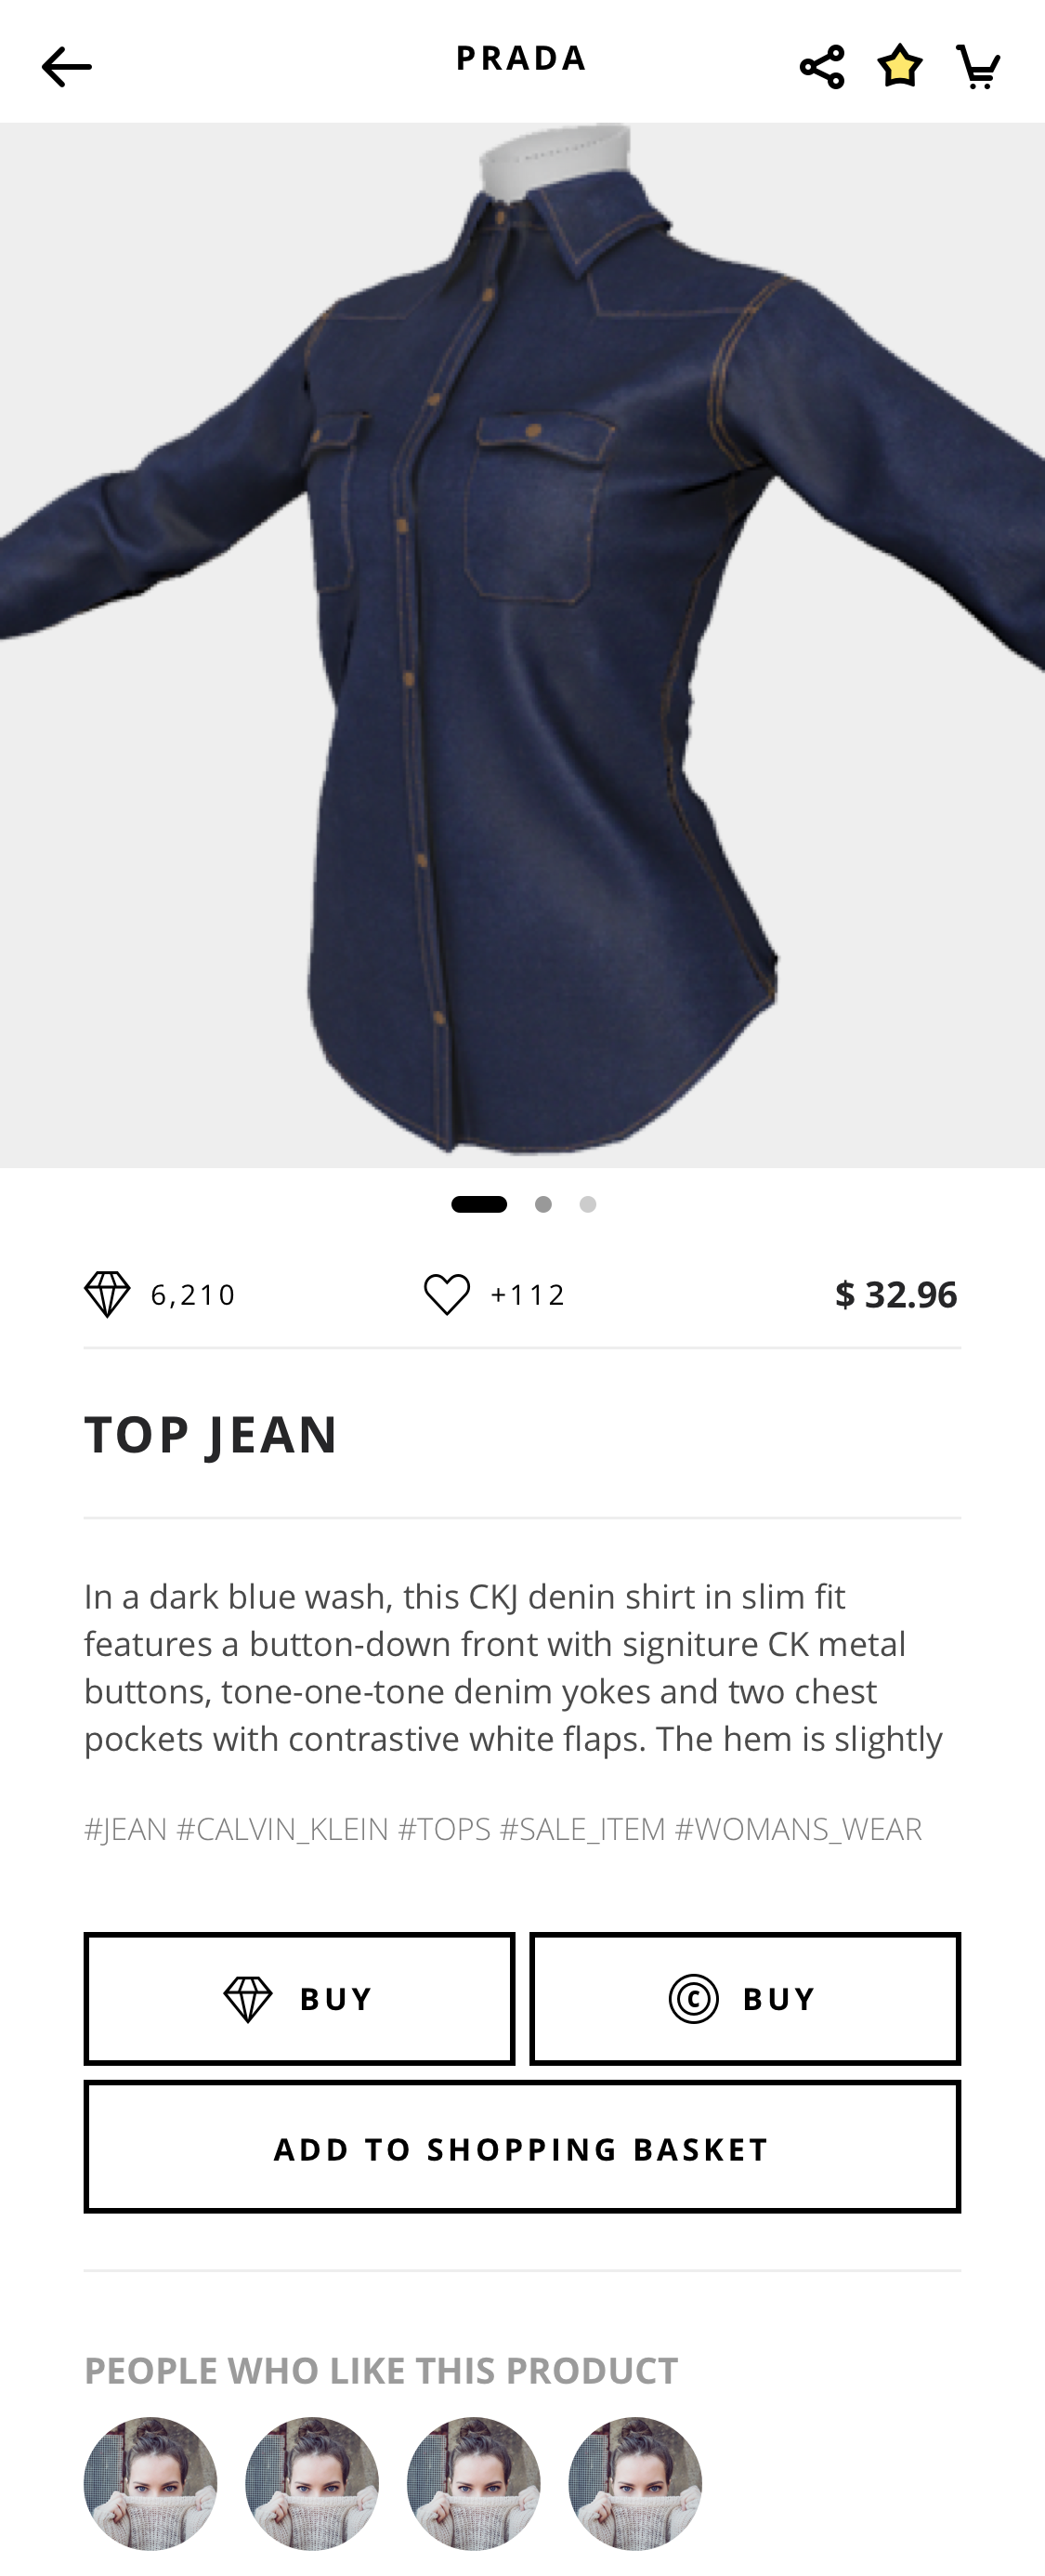 PRADA
6,210
+112
$ 32.96
TOP JEAN
In a dark blue wash, this CKJ denin shirt in slim fit
features a button-down front with signiture CK metal
buttons, tone-one-tone denim yokes and two chest
pockets with contrastive white flaps. The hem is slightly
#JEAN #CALVIN_KLEIN #TOPS #SALE_ITEM #WOMANS_WEAR
BUY
C BUY
ADD TO SHOPPING BASKET
PEOPLE WHO LIKE THIS PRODUCT